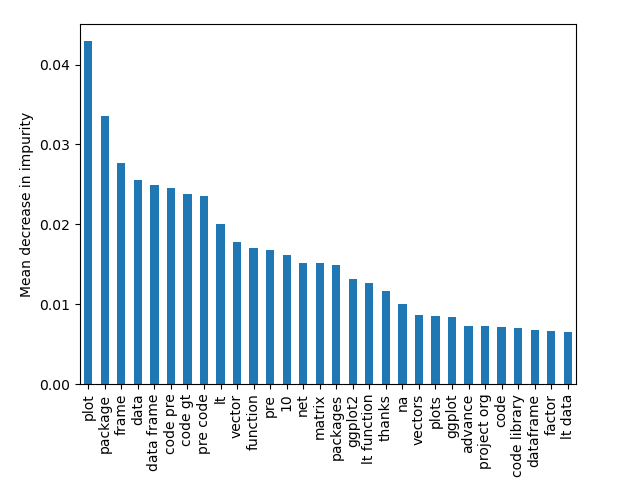 0.04
0.03
0.02
0.01
0.00
Mean decrease in impurity
plot
package
frame
data
data frame
code pre
code gt
pre code
lt
vector
function
pre
10
net
matrix
packages
ggplot2
lt function
thanks
na
vectors
plots
ggplot
advance
project org
code
code library
dataframe
factor
lt data